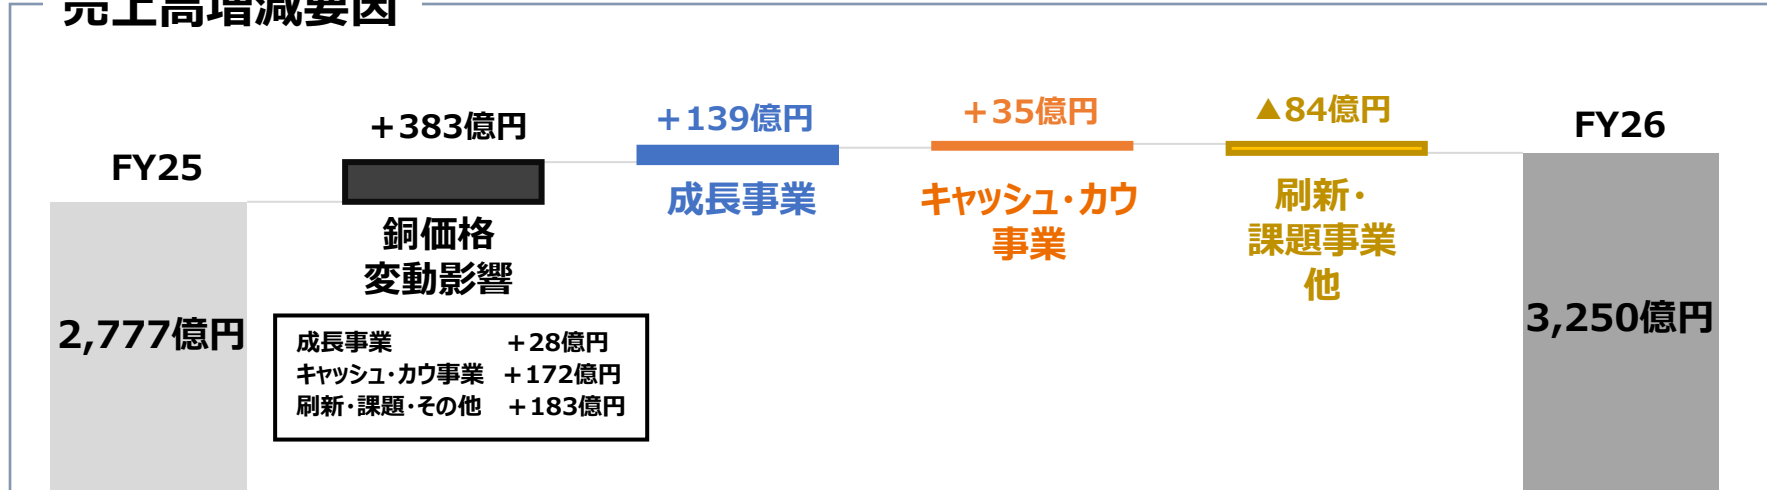 売上高増減要因
FY25
2,777億円
+383億円
銅価格
変動影響
成長事業 +28億円
キャッシュ・カウ事業 +172億円
刷新・課題・その他 +183億円
+139億円
成長事業
+35億円
キャッシュ・カウ
事業
▲84億円
刷新・
課題事業
他
FY26
3,250億円